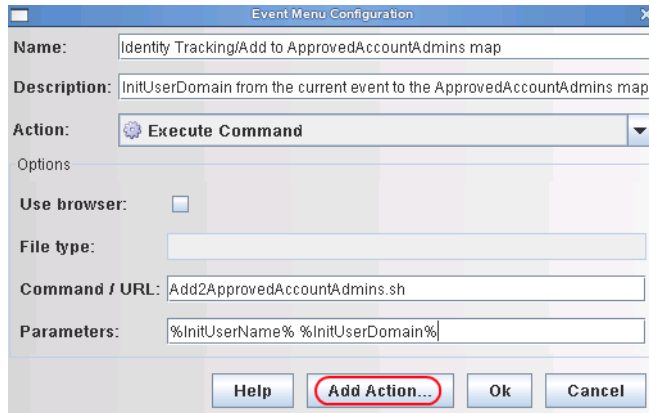 Event Menu Configuration
Name: Identity Tracking/Add to ApprovedAccountAdmins map
Description: InitUserDomain from the current event to the ApprovedAccountAdmins map
Action: Execute Command
Options
Use browser:
File type:
Command / URL: Add2ApprovedAccountAdmins.sh
Parameters: %InitUserName% %InitUserDomain%
Help Add Action... Ok Cancel